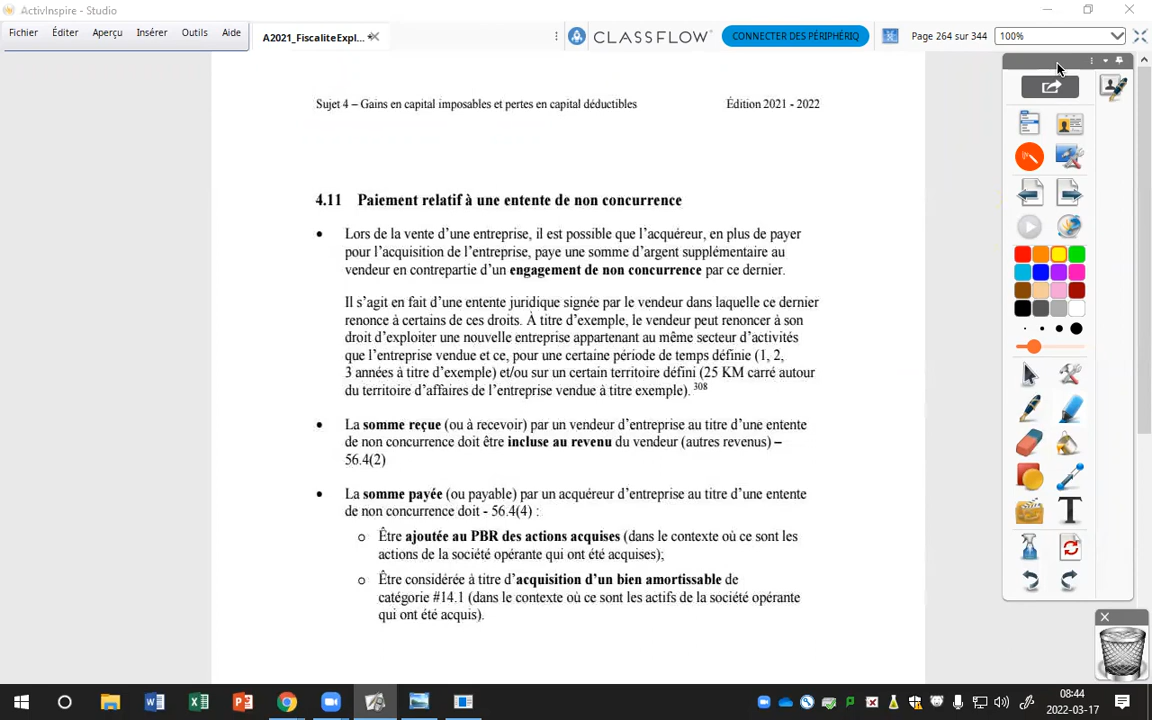 ActivInspire - Studio
Fichier Éditer Aperçu Insérer Outils Aide
A2021_FiscaliteExpl...
CLASSFLOW
CONNECTER DES PÉRIPHÉRIQ
Page 264 sur 344
100%
Sujet 4 – Gains en capital imposables et pertes en capital déductibles Édition 2021 - 2022
4.11 Paiement relatif à une entente de non concurrence
• Lors de la vente d’une entreprise, il est possible que l’acquéreur, en plus de payer
pour l’acquisition de l’entreprise, paye une somme d’argent supplémentaire au
vendeur en contrepartie d’un engagement de non concurrence par ce dernier.
Il s’agit en fait d’une entente juridique signée par le vendeur dans laquelle ce dernier
renonce à certains de ces droits. À titre d’exemple, le vendeur peut renoncer à son
droit d’exploiter une nouvelle entreprise appartenant au même secteur d’activités
que l’entreprise vendue et ce, pour une certaine période de temps définie (1, 2,
3 années à titre d’exemple) et/ou sur un certain territoire défini (25 KM carré autour
du territoire d’affaires de l’entreprise vendue à titre exemple). 308
• La somme reçue (ou à recevoir) par un vendeur d’entreprise au titre d’une entente
de non concurrence doit être incluse au revenu du vendeur (autres revenus) –
56.4(2)
• La somme payée (ou payable) par un acquéreur d’entreprise au titre d’une entente
de non concurrence doit - 56.4(4) :
o Être ajoutée au PBR des actions acquises (dans le contexte où ce sont les
actions de la société opérante qui ont été acquises);
o Être considérée à titre d’acquisition d’un bien amortissable de
catégorie #14.1 (dans le contexte où ce sont les actifs de la société opérante
qui ont été acquis).
08:44
2022-03-17